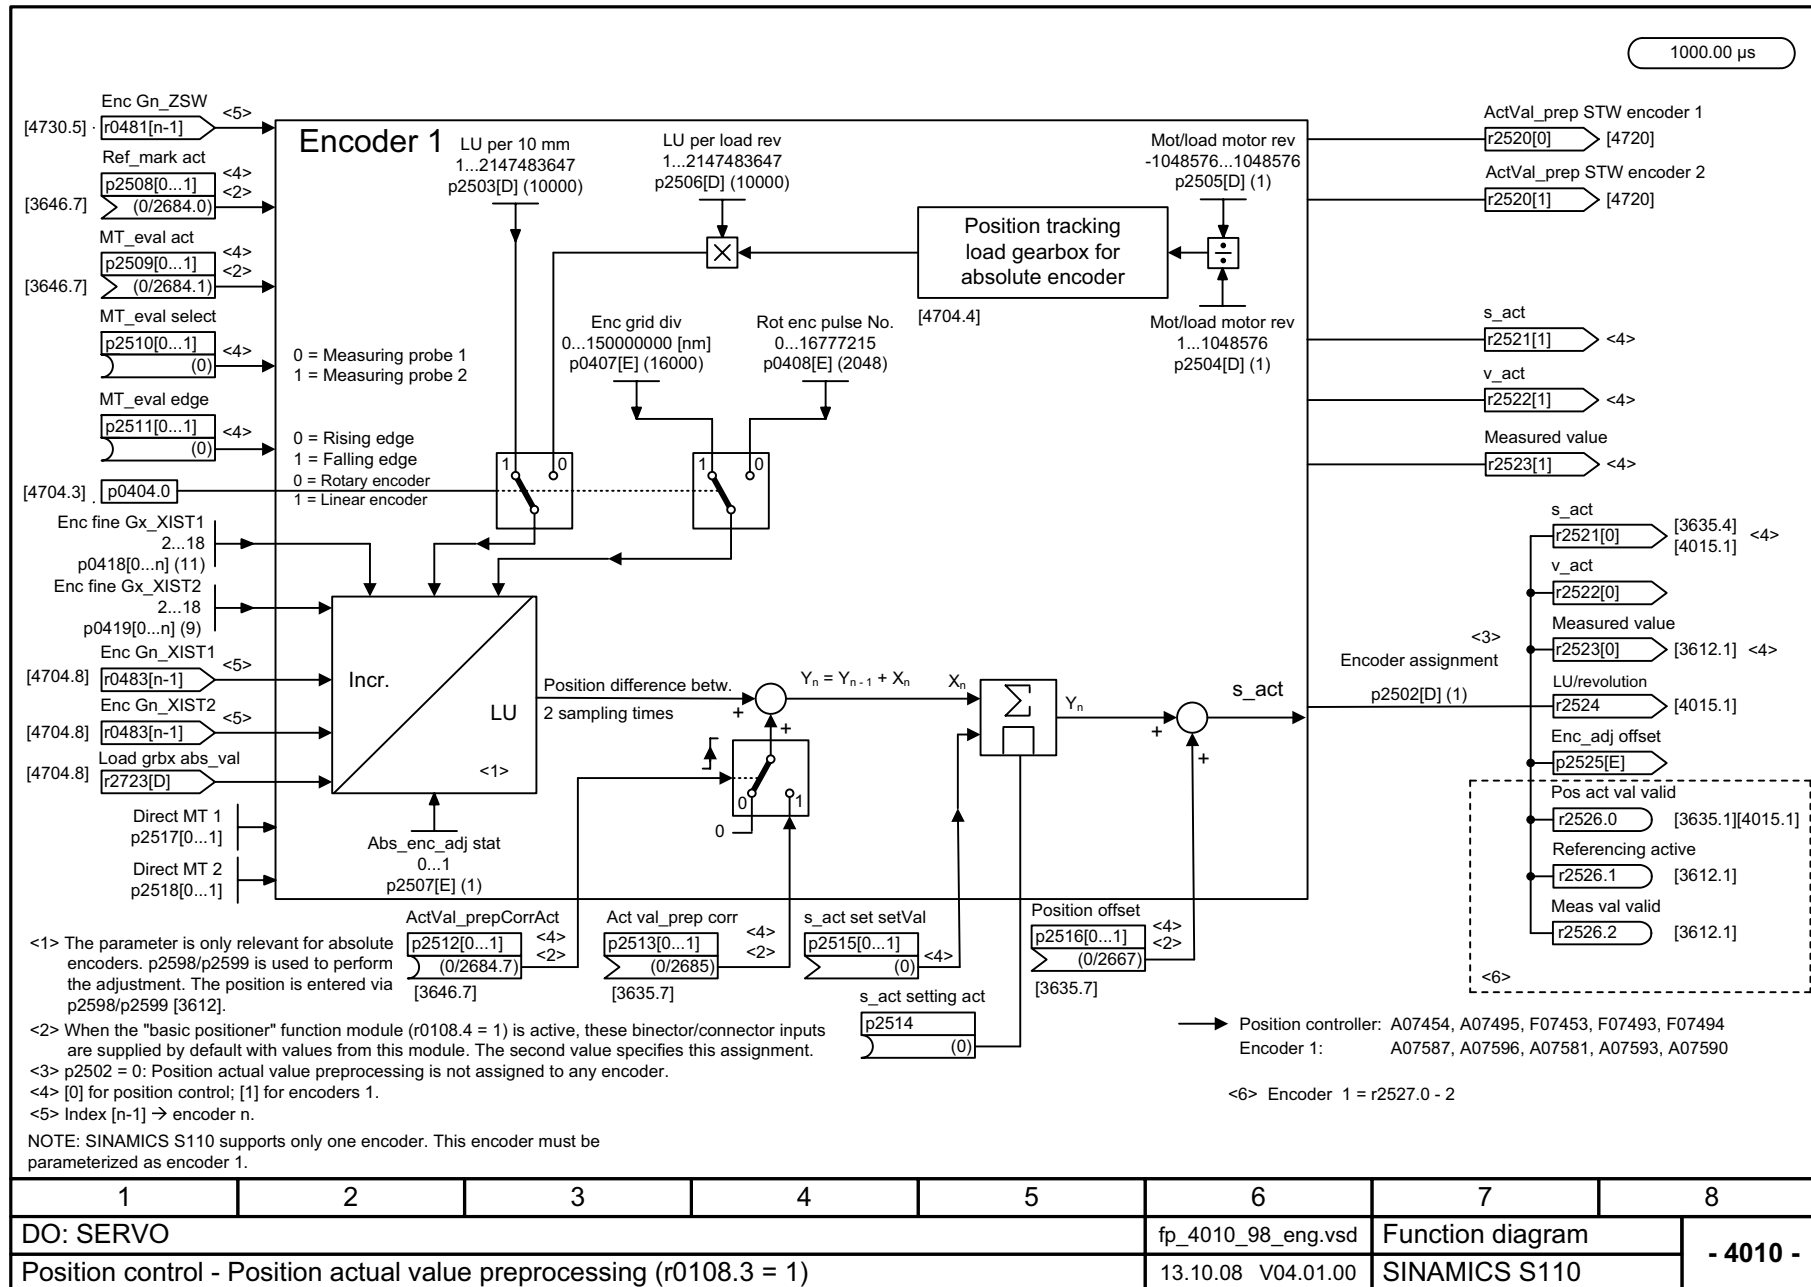 1000.00 µs
Enc Gn_ZSW
<5>
[4730.5]
r0481[n-1]
Ref_mark act
p2508[0...1]
<4>
<2>
[3646.7]
(0/2684.0)
MT_eval act
p2509[0...1]
<4>
<2>
[3646.7]
(0/2684.1)
MT_eval select
p2510[0...1]
<4>
(0)
MT_eval edge
p2511[0...1]
<4>
(0)
[4704.3]
p0404.0
Enc fine Gx_XIST1
2...18
p0418[0...n] (11)
Enc fine Gx_XIST2
2...18
p0419[0...n] (9)
Enc Gn_XIST1
<5>
[4704.8]
r0483[n-1]
Enc Gn_XIST2
<5>
[4704.8]
r0483[n-1]
Load grbx abs_val
[4704.8]
r2723[D]
Direct MT 1
p2517[0...1]
Direct MT 2
p2518[0...1]
Encoder 1
LU per 10 mm
1...2147483647
p2503[D] (10000)
LU per load rev
1...2147483647
p2506[D] (10000)
Mot/load motor rev
-1048576...1048576
p2505[D] (1)
Position tracking
load gearbox for
absolute encoder
[4704.4]
Mot/load motor rev
1...1048576
p2504[D] (1)
Enc grid div
0...150000000 [nm]
p0407[E] (16000)
Rot enc pulse No.
0...16777215
p0408[E] (2048)
0 = Measuring probe 1
1 = Measuring probe 2
0 = Rising edge
1 = Falling edge
0 = Rotary encoder
1 = Linear encoder
1 0
1 0
Incr.
LU
<1>
Position difference betw.
2 sampling times
Yn = Yn - 1 + Xn
Xn
Σ
Yn
s_act
+
+
+
+
0 1
0
Abs_enc_adj stat
0...1
p2507[E] (1)
ActVal_prepCorrAct
p2512[0...1]
<4>
<2>
(0/2684.7)
[3646.7]
Act val_prep corr
p2513[0...1]
<4>
<2>
(0/2685)
[3635.7]
s_act set setVal
p2515[0...1]
<4>
(0)
s_act setting act
p2514
(0)
Position offset
p2516[0...1]
<4>
<2>
(0/2667)
[3635.7]
ActVal_prep STW encoder 1
r2520[0]
[4720]
ActVal_prep STW encoder 2
r2520[1]
[4720]
s_act
r2521[1]
<4>
v_act
r2522[1]
<4>
Measured value
r2523[1]
<4>
<3>
Encoder assignment
p2502[D] (1)
s_act
r2521[0]
[3635.4]
[4015.1]
<4>
v_act
r2522[0]
Measured value
r2523[0]
[3612.1] <4>
LU/revolution
r2524
[4015.1]
Enc_adj offset
p2525[E]
Pos act val valid
r2526.0
[3635.1][4015.1]
Referencing active
r2526.1
[3612.1]
Meas val valid
r2526.2
[3612.1]
<6>
<1> The parameter is only relevant for absolute
encoders. p2598/p2599 is used to perform
the adjustment. The position is entered via
p2598/p2599 [3612].
<2> When the "basic positioner" function module (r0108.4 = 1) is active, these binector/connector inputs
are supplied by default with values from this module. The second value specifies this assignment.
<3> p2502 = 0: Position actual value preprocessing is not assigned to any encoder.
<4> [0] for position control; [1] for encoders 1.
<5> Index [n-1] → encoder n.
NOTE: SINAMICS S110 supports only one encoder. This encoder must be
parameterized as encoder 1.
Position controller: A07454, A07495, F07453, F07493, F07494
Encoder 1: A07587, A07596, A07581, A07593, A07590
<6> Encoder 1 = r2527.0 - 2
1 2 3 4 5 6 7 8
DO: SERVO
fp_4010_98_eng.vsd
Function diagram
- 4010 -
Position control - Position actual value preprocessing (r0108.3 = 1)
13.10.08 V04.01.00
SINAMICS S110